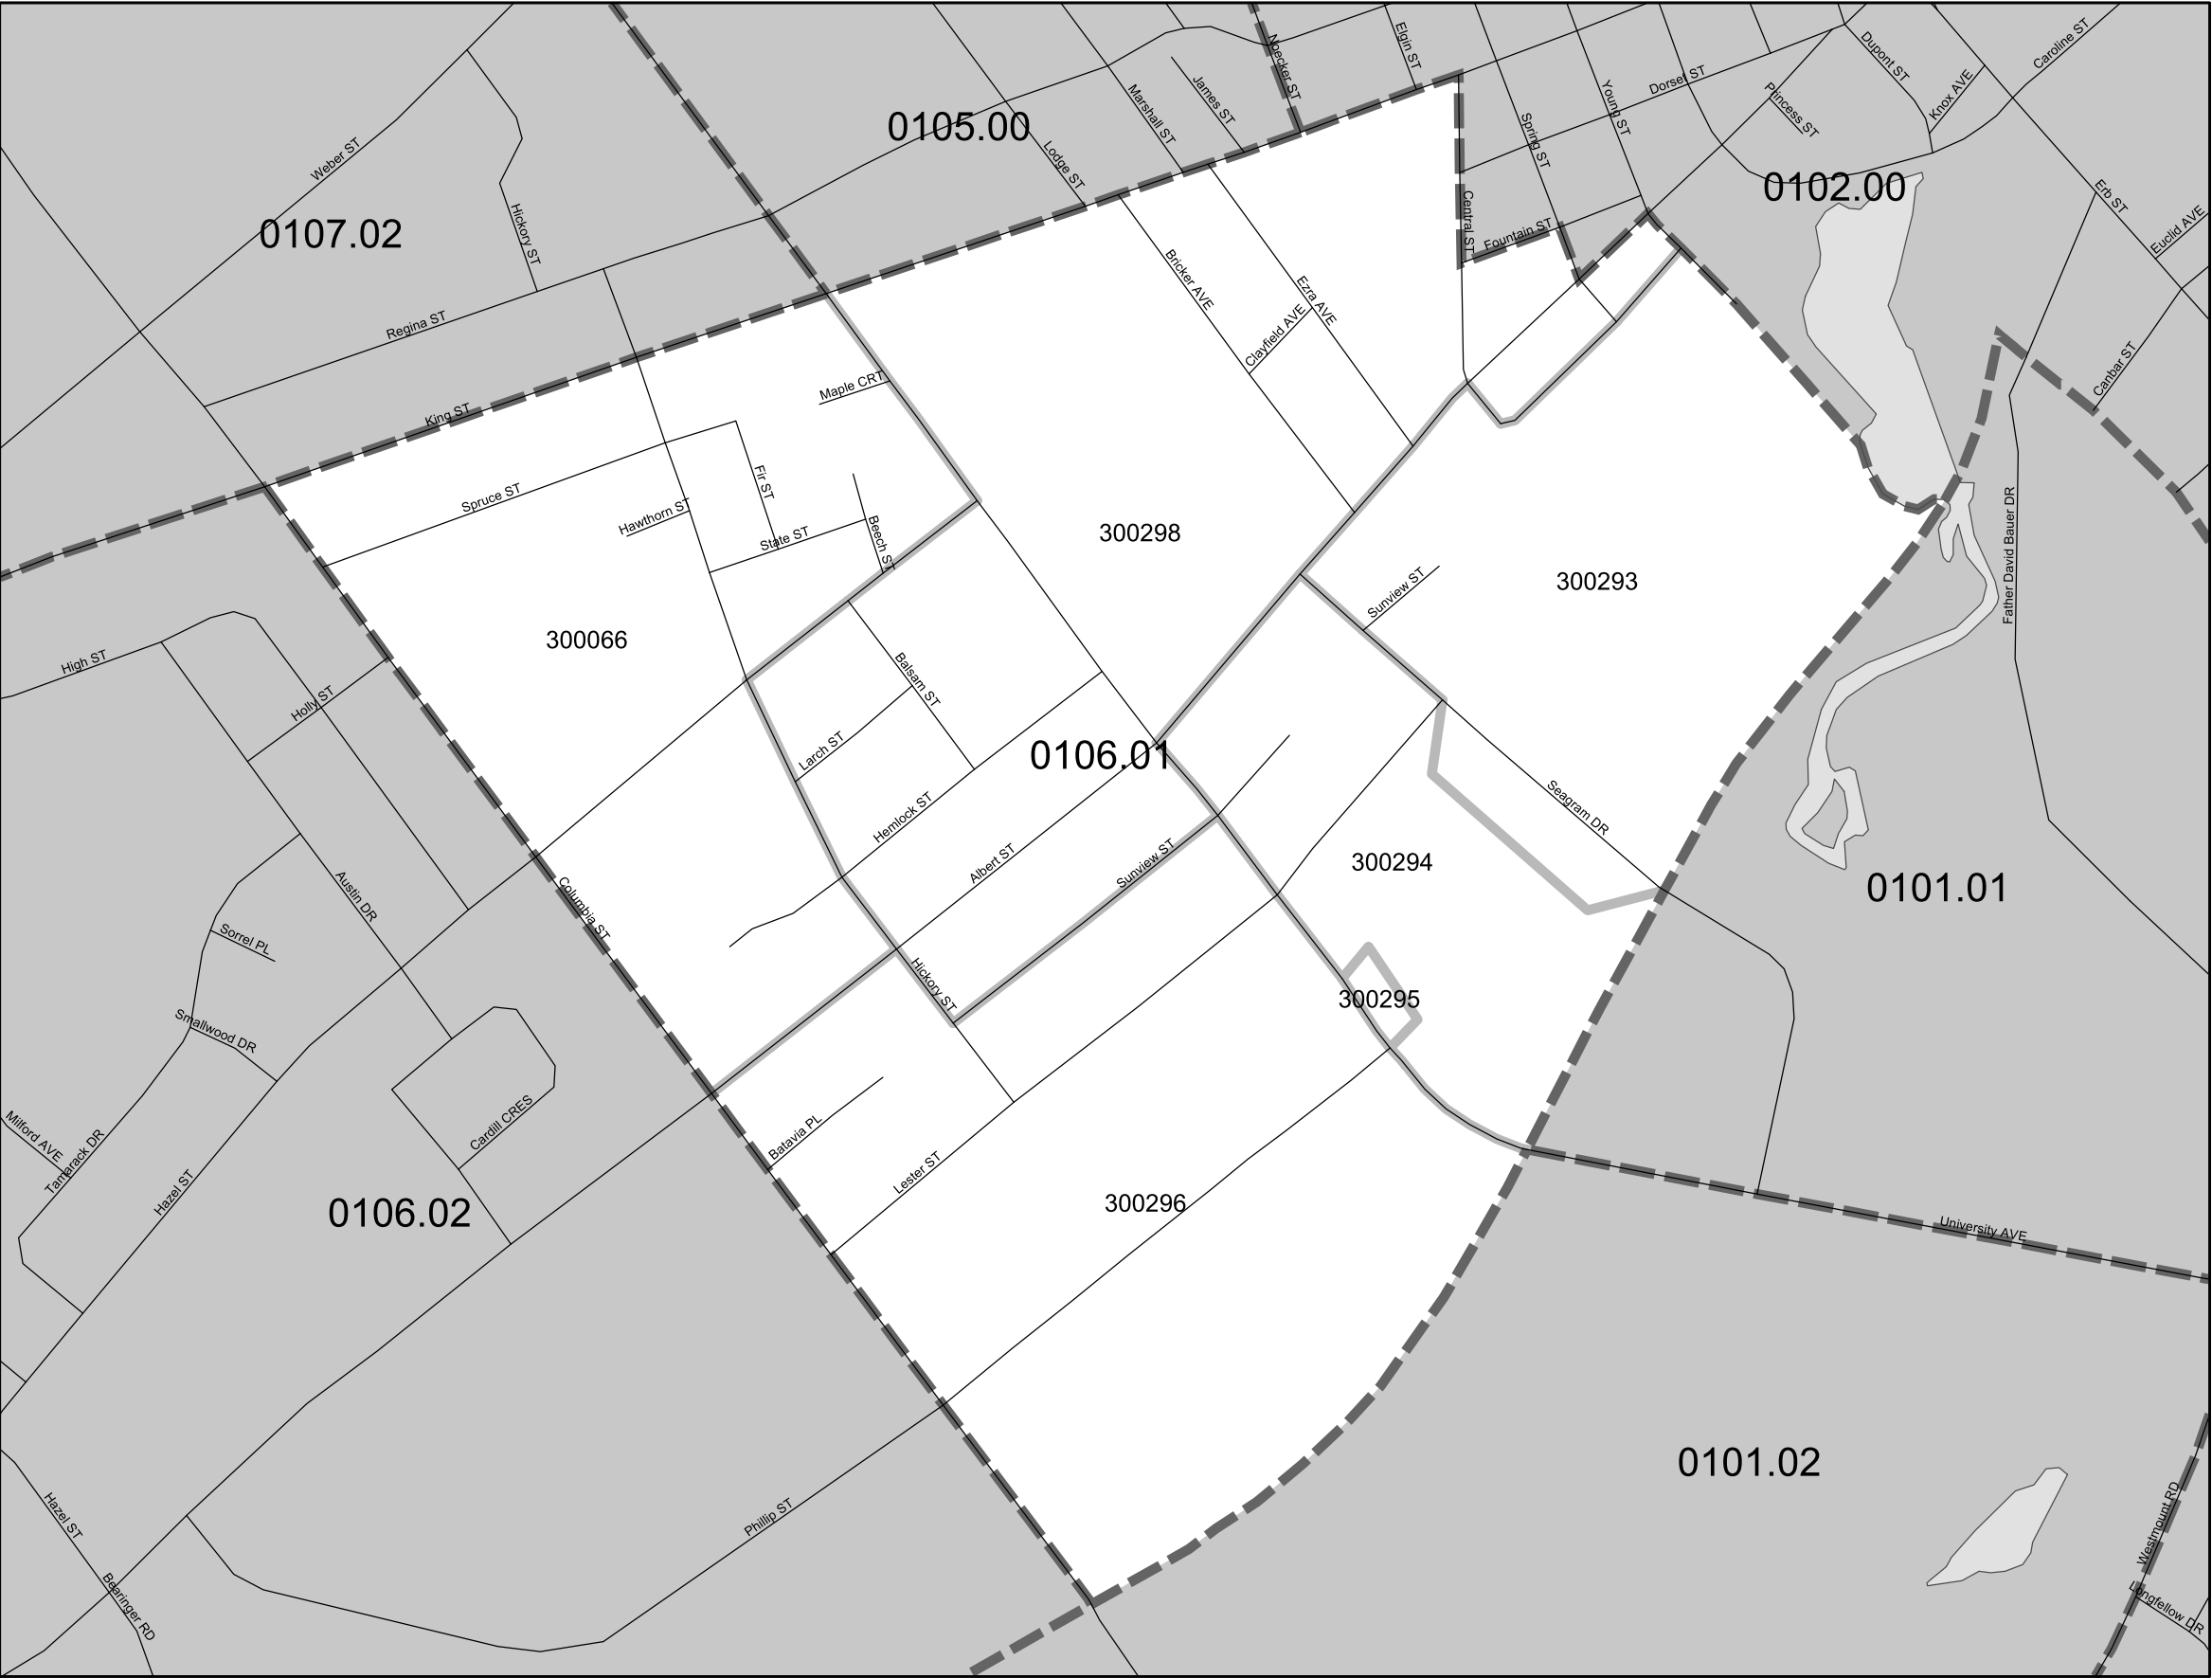 Elgin ST
Caroline ST
Noecker ST
Dupont ST
Dorset ST
Knox AVE
James ST
Marshall ST
Young ST
Princess ST
0105.00
Spring ST
Weber ST
Lodge ST
0102.00
Erb ST
Euclid AVE
0107.02
Hickory ST
Central ST
Fountain ST
Bricker AVE
Ezra AVE
Regina ST
Clayfield AVE
Canbar ST
Maple CRT
King ST
Fir ST
Spruce ST
Hawthorn ST
State ST
Beech ST
300298
Father David Bauer DR
300293
Sunview ST
300066
High ST
Balsam ST
Holly ST
Larch ST
0106.01
Seagram DR
Hemlock ST
Albert ST
Sunview ST
300294
0101.01
Austin DR
Columbia ST
Sorrel PL
Hickory ST
300295
Smallwood DR
Milford AVE
Cardill CRES
Batavia PL
Tamarack DR
Lester ST
Hazel ST
300296
0106.02
University AVE
0101.02
Phillip ST
Hazel ST
Westmount RD
Bearinger RD
Longfellow DR